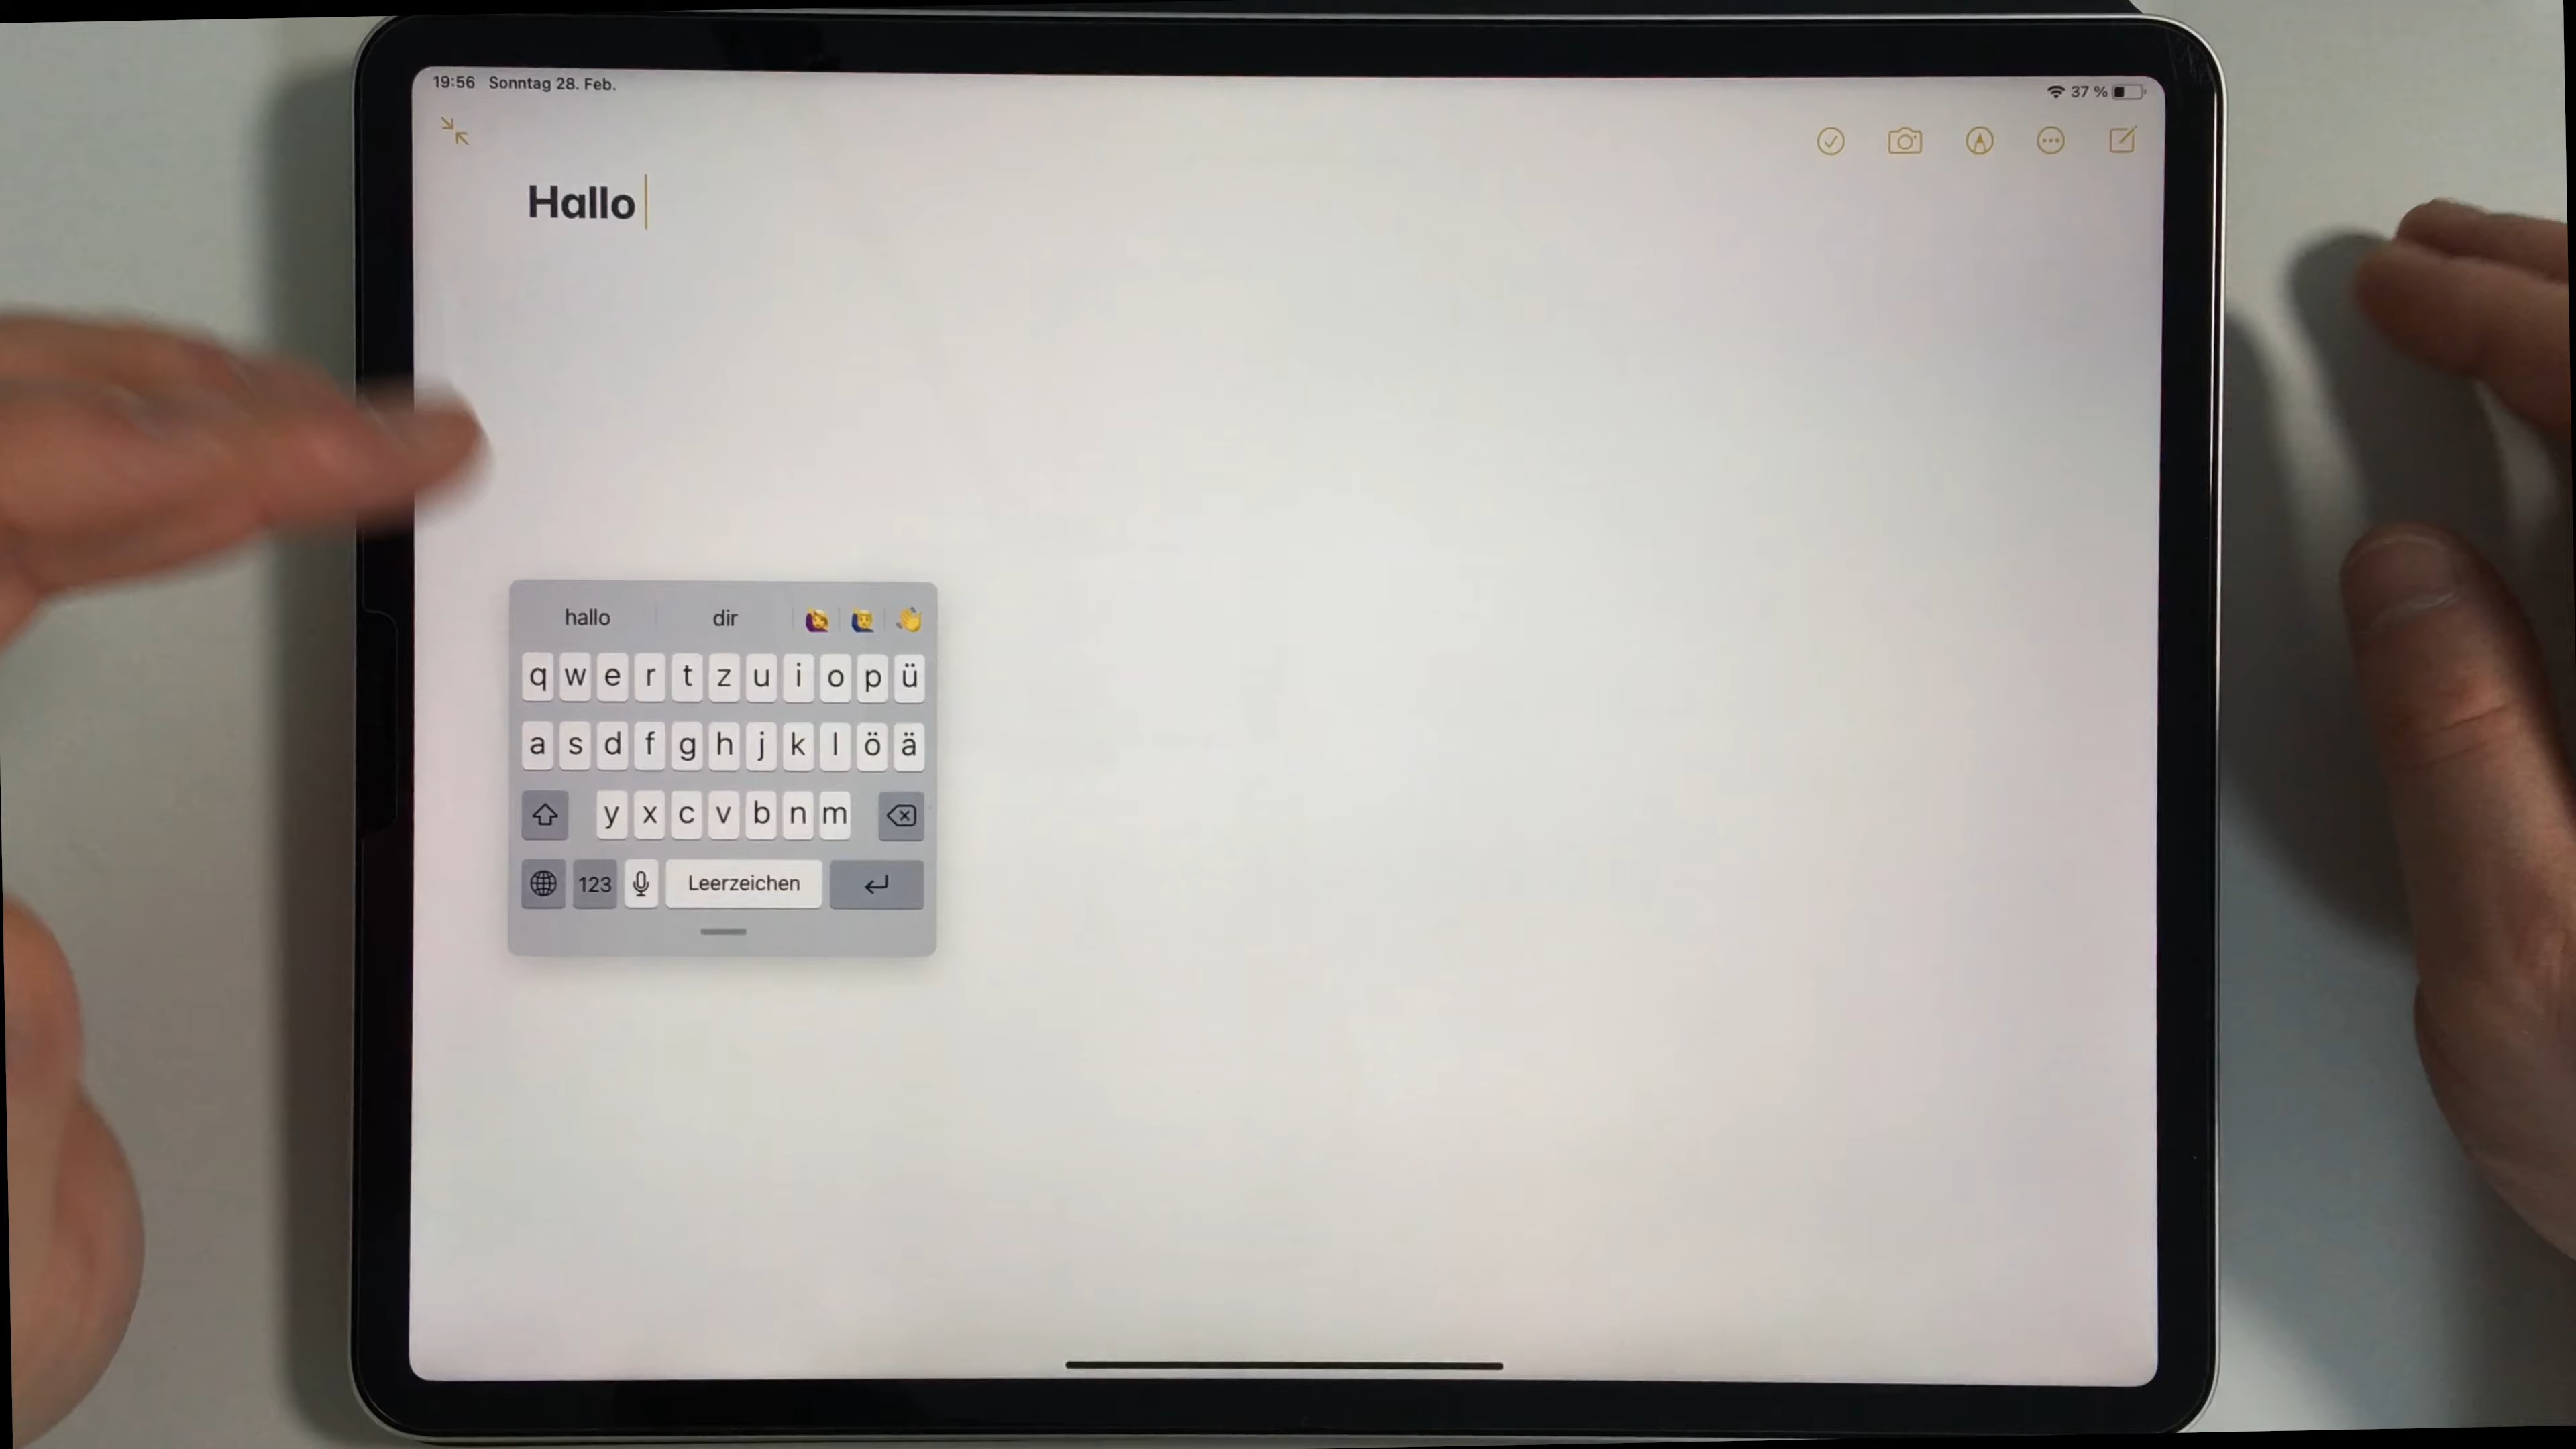 19:56 Sonntag 28. Feb.
37 %
Hallo
hallo dir 🙋‍♀️ 🙋‍♂️ 👋
q w e r t z u i o p ü
a s d f g h j k l ö ä
y x c v b n m
123 Leerzeichen